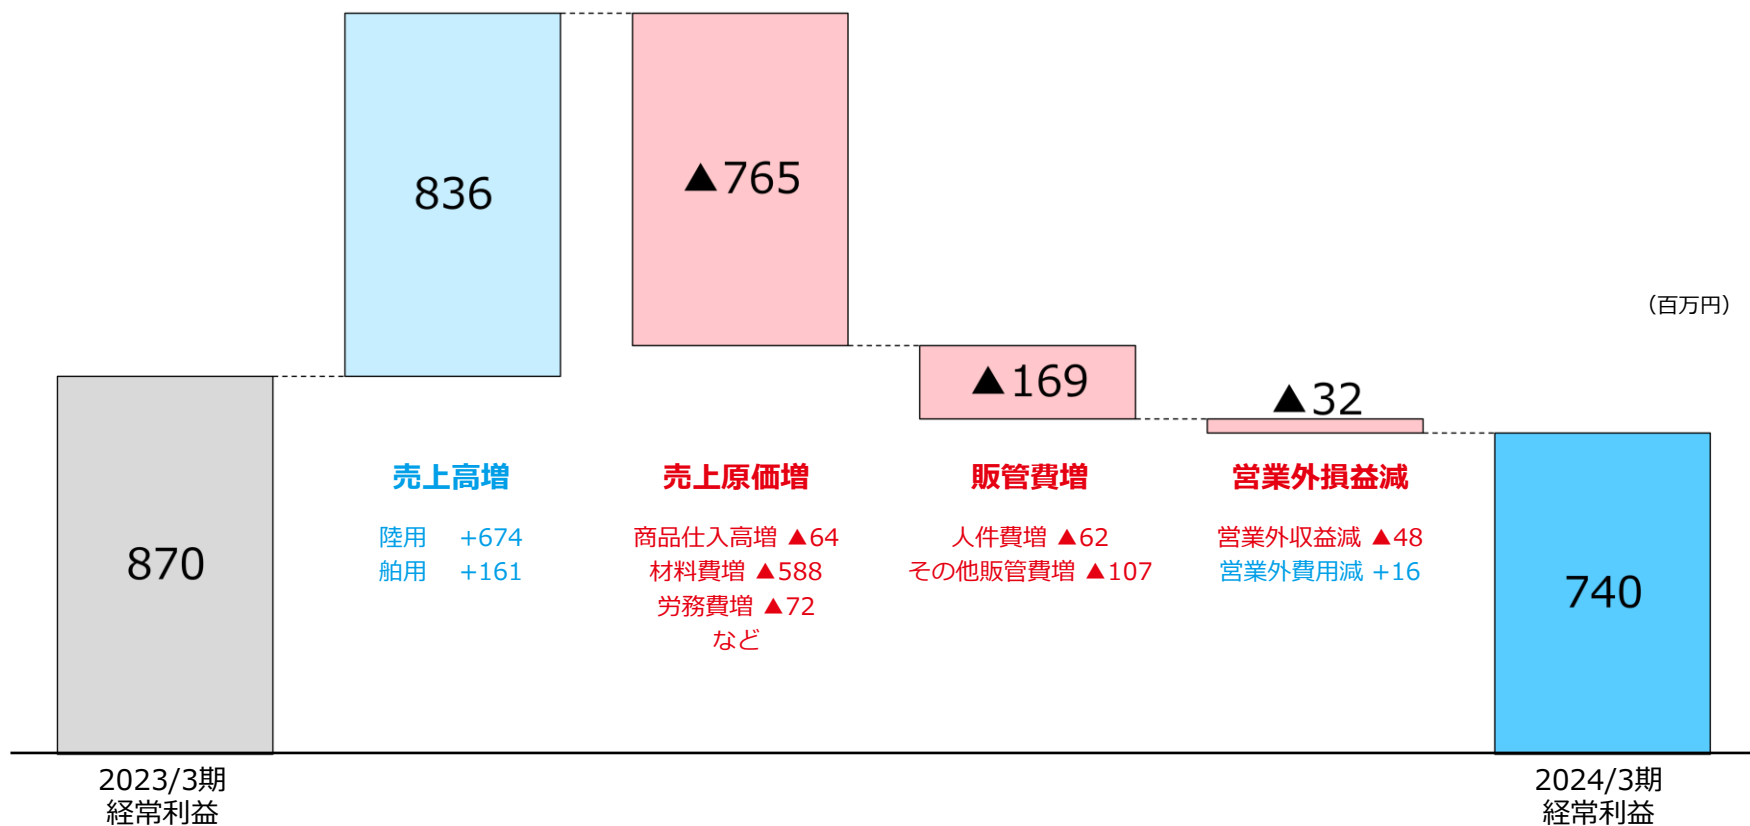 836
▲765
(百万円)
▲169
▲32
870
740
売上高増
陸用 +674
舶用 +161
売上原価増
商品仕入高増 ▲64
材料費増 ▲588
労務費増 ▲72
など
販管費増
人件費増 ▲62
その他販管費増 ▲107
営業外損益減
営業外収益減 ▲48
営業外費用減 +16
2023/3期
経常利益
2024/3期
経常利益